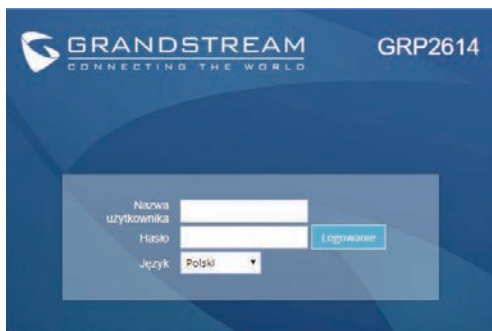 GRANDSTREAM
CONNECTING THE WORLD
GRP2614
Nazwa
użytkownika
Hasło
Logowanie
Język
Polski